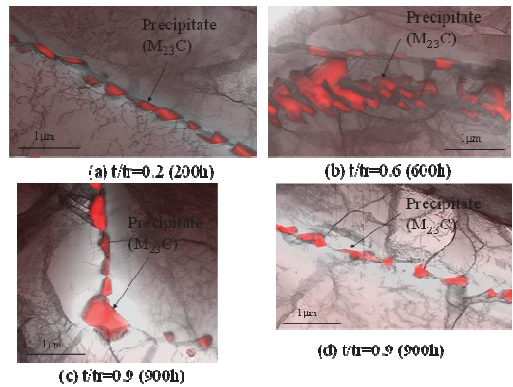 Precipitate
(M23C)
1μm
(a) t/tr=0.2 (200h)
Precipitate
(M23C)
1μm
(b) t/tr=0.6 (600h)
Precipitate
(M23C)
1μm
(c) t/tr=0.9 (900h)
Precipitate
(M23C)
1μm
(d) t/tr=0.9 (900h)